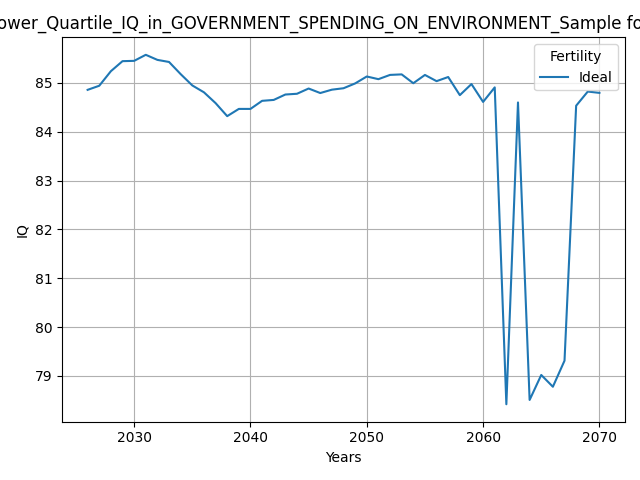 ower_Quartile_IQ_in_GOVERNMENT_SPENDING_ON_ENVIRONMENT_Sample fo
Fertility
Ideal
85
84
83
82
81
80
79
IQ
2030 2040 2050 2060 2070
Years